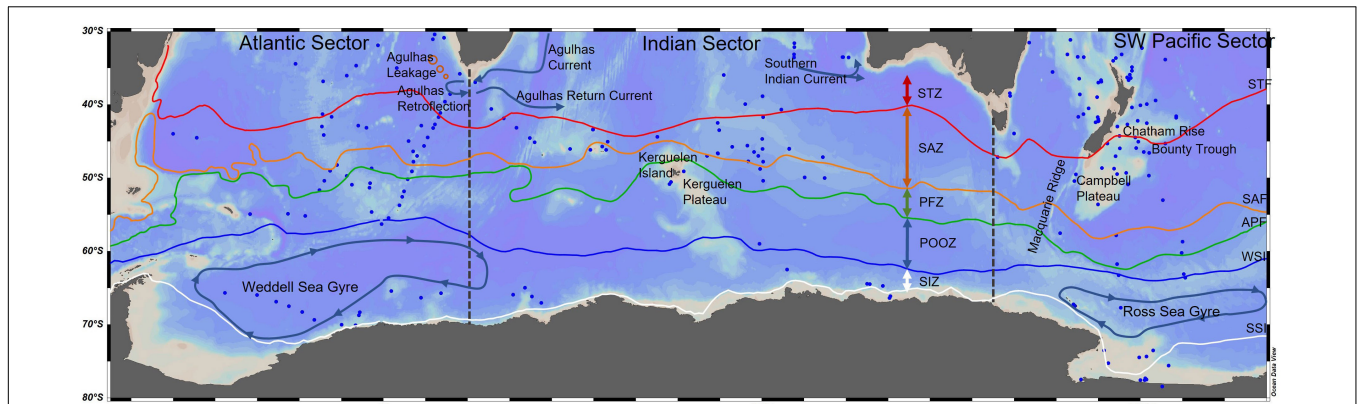 30°S
40°S
50°S
60°S
70°S
80°S
Atlantic Sector
Indian Sector
SW Pacific Sector
Agulhas
Leakage
Agulhas
Current
Agulhas
Retroflection
Agulhas Return Current
Southern
Indian Current
STZ
SAZ
PFZ
POOZ
SIZ
STF
SAF
APF
WSI
SSI
Kerguelen
Island
Kerguelen
Plateau
Macquarie Ridge
Chatham Rise
Bounty Trough
Campbell
Plateau
Weddell Sea Gyre
Ross Sea Gyre
Ocean Data View